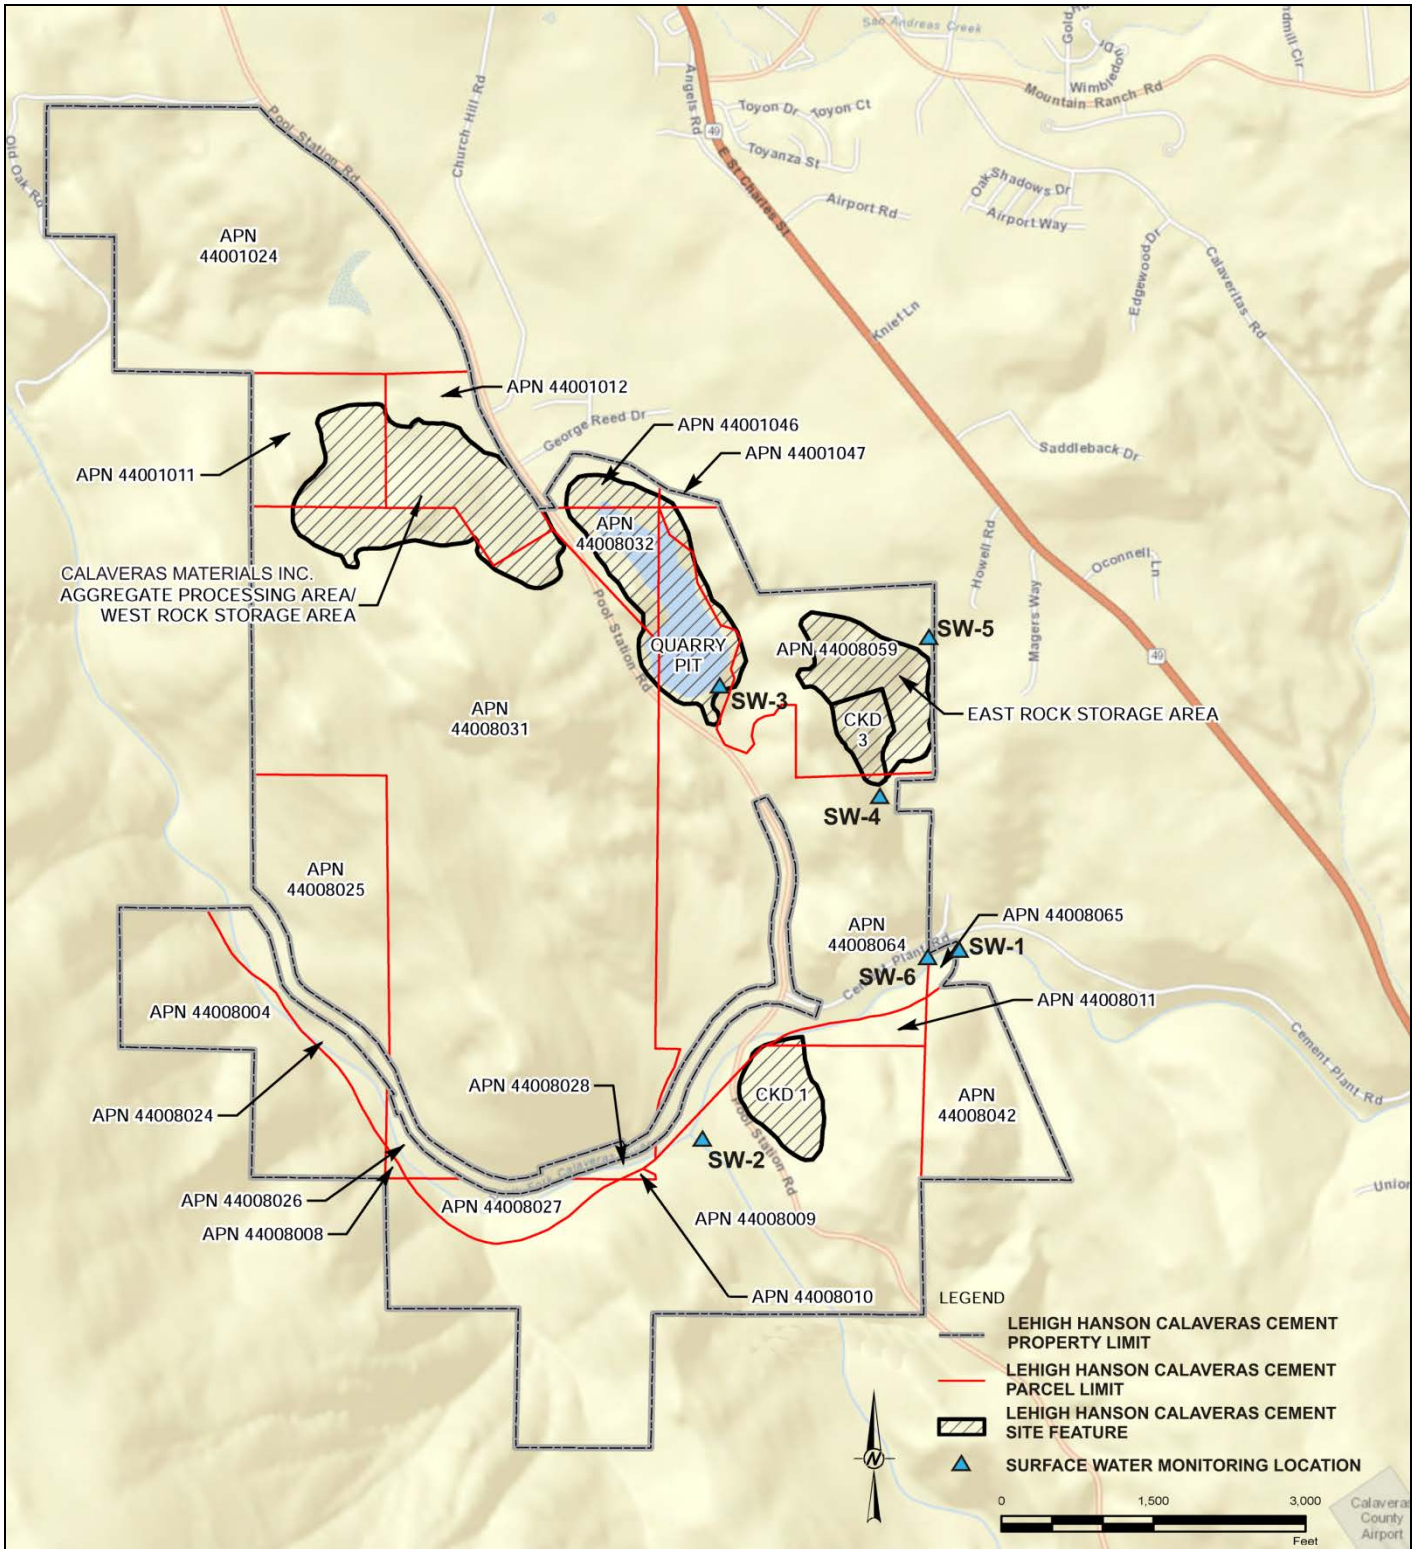 San Andreas Creek
Gold
Wimbledon
Dr
Mountain Ranch Rd
Angels Rd
49
Toyon Dr
Toyon Ct
Toyanza St
E St Charles St
Airport Rd
Oak Shadows Dr
Airport Way
Edgewood Dr
Calaveritas Rd
Knief Ln
Church Hill Rd
Pool Station Rd
Old Oak Rd
APN
44001024
APN 44001012
George Reed Dr
APN 44001046
APN 44001047
APN 44001011
Saddleback Dr
Howell Rd
Oconnell Ln
Magers Way
49
APN
44008032
CALAVERAS MATERIALS INC.
AGGREGATE PROCESSING AREA/
WEST ROCK STORAGE AREA
Pool Station Rd
QUARRY
PIT
SW-3
APN 44008059
SW-5
EAST ROCK STORAGE AREA
CKD
3
SW-4
APN
44008031
APN
44008025
APN
44008064
APN 44008065
Cement Plant Rd
SW-1
SW-6
APN 44008011
Cement Plant Rd
APN 44008004
APN 44008024
APN 44008028
CKD 1
APN
44008042
Pool Station Rd
SW-2
APN 44008026
APN 44008008
APN 44008027
APN 44008009
APN 44008010
Union
LEGEND
LEHIGH HANSON CALAVERAS CEMENT
PROPERTY LIMIT
LEHIGH HANSON CALAVERAS CEMENT
PARCEL LIMIT
LEHIGH HANSON CALAVERAS CEMENT
SITE FEATURE
SURFACE WATER MONITORING LOCATION
N
0 1,500 3,000
Feet
Calaveras
County
Airport